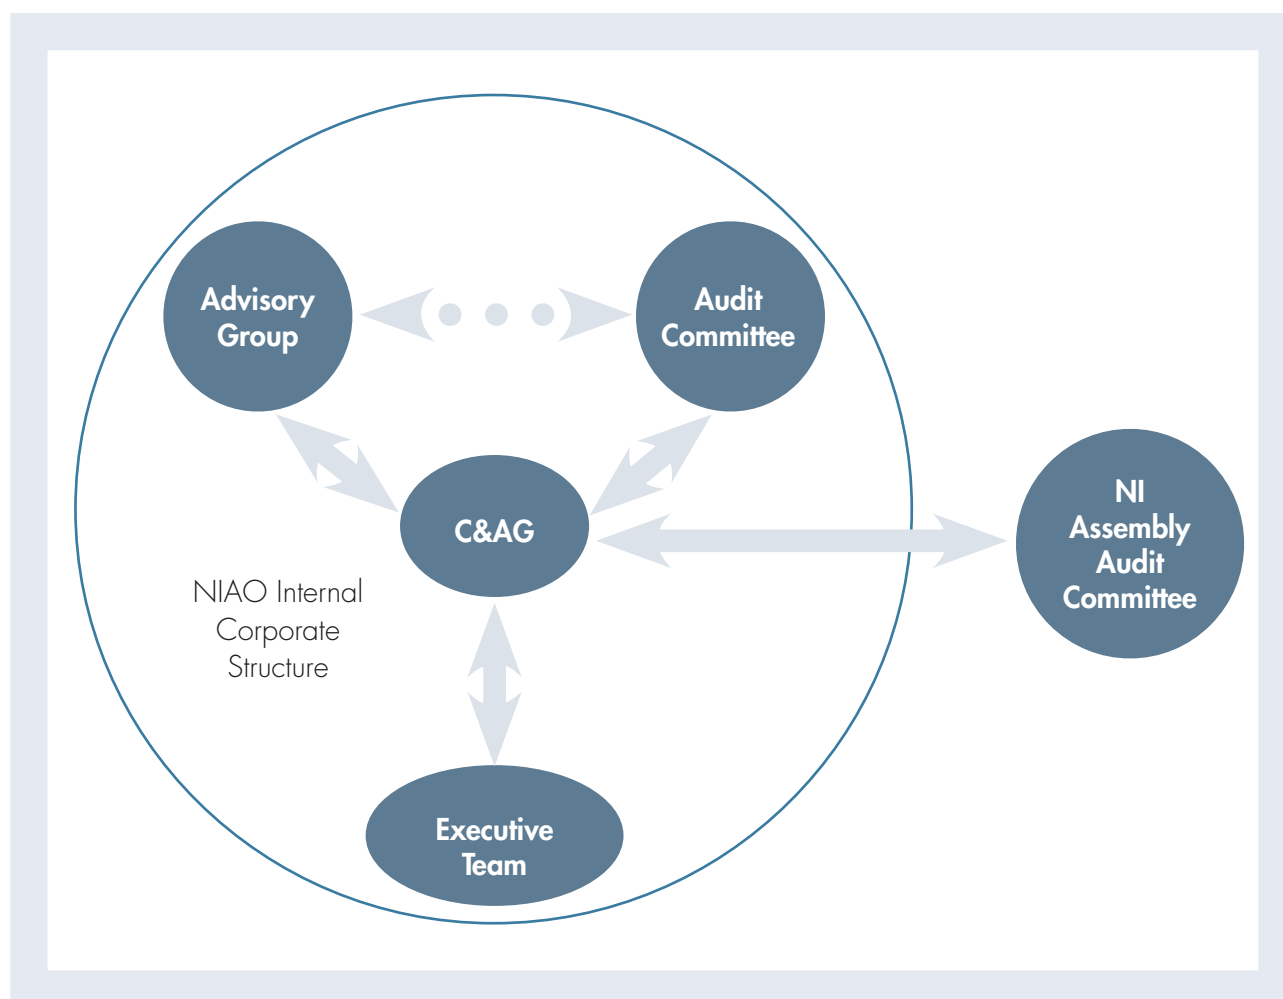 Advisory
Group
Audit
Committee
C&AG
NI
Assembly
Audit
Committee
NIAO Internal
Corporate
Structure
Executive
Team